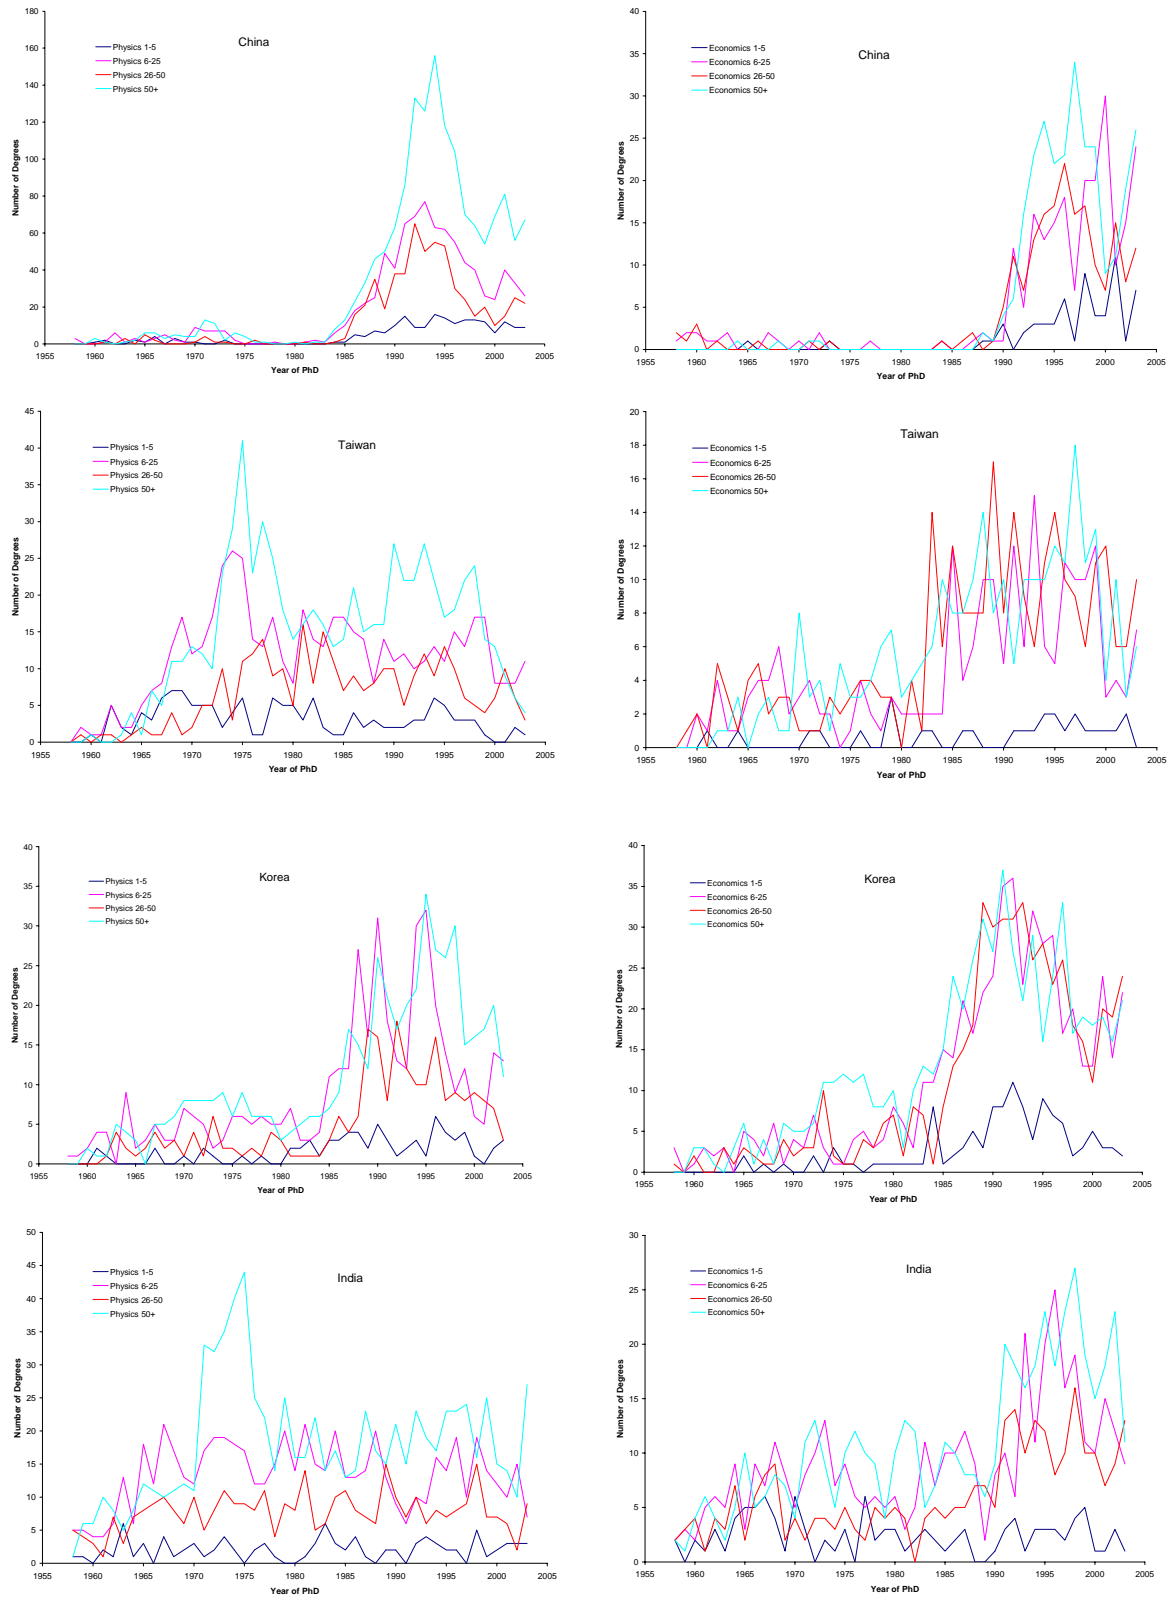 China
Physics 1-5
Physics 6-25
Physics 26-50
Physics 50+
Number of Degrees
180
160
140
120
100
80
60
40
20
0
1955 1960 1965 1970 1975 1980 1985 1990 1995 2000 2005
Year of PhD
China
Economics 1-5
Economics 6-25
Economics 26-50
Economics 50+
Number of Degrees
40
35
30
25
20
15
10
5
0
1955 1960 1965 1970 1975 1980 1985 1990 1995 2000 2005
Year of PhD
Taiwan
Physics 1-5
Physics 6-25
Physics 26-50
Physics 50+
Number of Degrees
45
40
35
30
25
20
15
10
5
0
1955 1960 1965 1970 1975 1980 1985 1990 1995 2000 2005
Year of PhD
Taiwan
Economics 1-5
Economics 6-25
Economics 26-50
Economics 50+
Number of Degrees
20
18
16
14
12
10
8
6
4
2
0
1955 1960 1965 1970 1975 1980 1985 1990 1995 2000 2005
Year of PhD
Korea
Physics 1-5
Physics 6-25
Physics 26-50
Physics 50+
Number of Degrees
40
35
30
25
20
15
10
5
0
1955 1960 1965 1970 1975 1980 1985 1990 1995 2000 2005
Year of PhD
Korea
Economics 1-5
Economics 6-25
Economics 26-50
Economics 50+
Number of Degrees
40
35
30
25
20
15
10
5
0
1955 1960 1965 1970 1975 1980 1985 1990 1995 2000 2005
Year of PhD
India
Physics 1-5
Physics 6-25
Physics 26-50
Physics 50+
Number of Degrees
50
45
40
35
30
25
20
15
10
5
0
1955 1960 1965 1970 1975 1980 1985 1990 1995 2000 2005
Year of PhD
India
Economics 1-5
Economics 6-25
Economics 26-50
Economics 50+
Number of Degrees
30
25
20
15
10
5
0
1955 1960 1965 1970 1975 1980 1985 1990 1995 2000 2005
Year of PhD